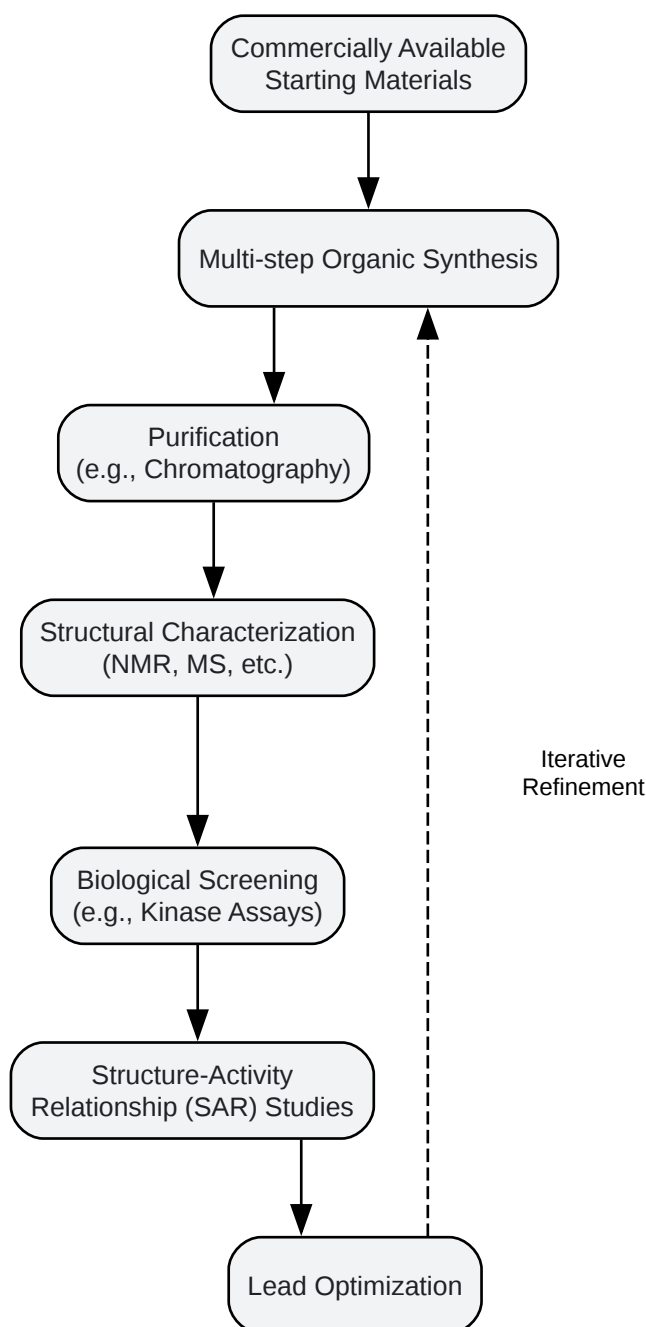 Commercially Available
Starting Materials
Multi-step Organic Synthesis
Purification
(e.g., Chromatography)
Structural Characterization
(NMR, MS, etc.)
Iterative
Refinement
Biological Screening
(e.g., Kinase Assays)
Structure-Activity
Relationship (SAR) Studies
Lead Optimization